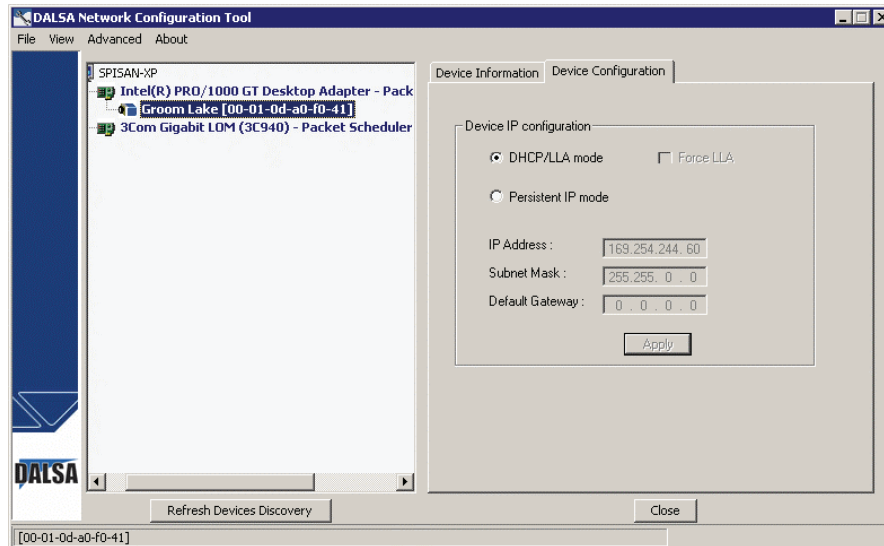 DALSA Network Configuration Tool
File View Advanced About
SPISAN-XP
Intel(R) PRO/1000 GT Desktop Adapter - Pack
Groom Lake [00-01-0d-a0-f0-41]
3Com Gigabit LOM (3C940) - Packet Scheduler
Device Information Device Configuration
Device IP configuration
DHCP/LLA mode Force LLA
Persistent IP mode
IP Address : 169.254.244. 60
Subnet Mask : 255.255. 0 . 0
Default Gateway : 0 . 0 . 0 . 0
Apply
DALSA
Refresh Devices Discovery Close
[00-01-0d-a0-f0-41]